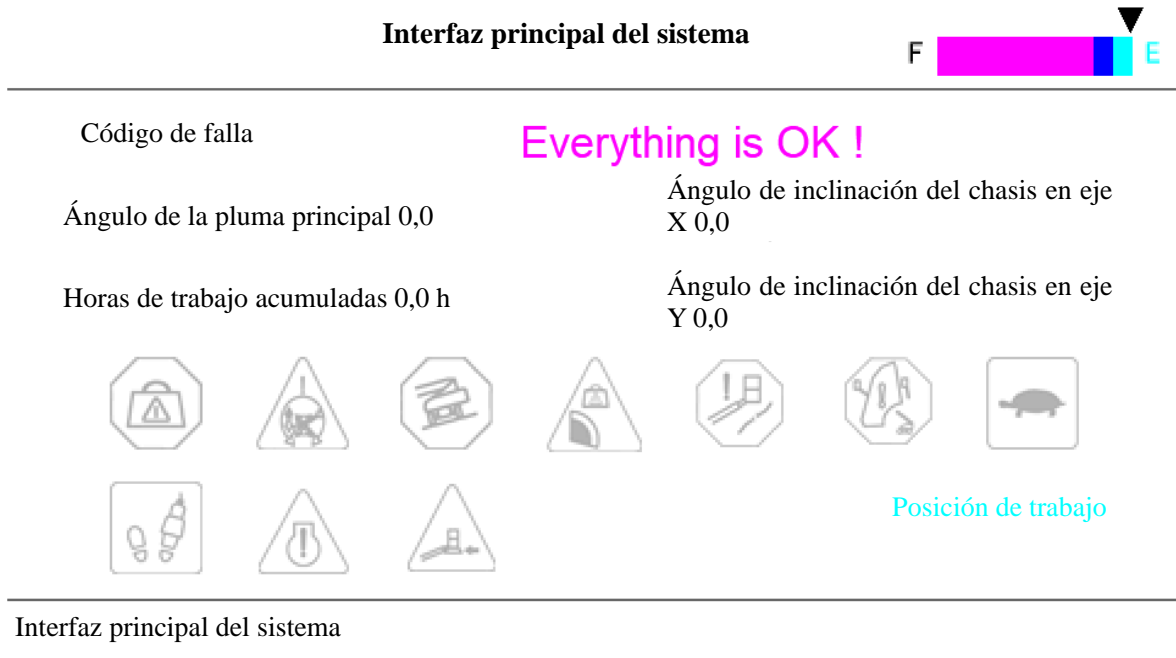 Interfaz principal del sistema
F
E
Código de falla
Everything is OK !
Ángulo de la pluma principal 0,0
Ángulo de inclinación del chasis en eje
X 0,0
Horas de trabajo acumuladas 0,0 h
Ángulo de inclinación del chasis en eje
Y 0,0
Posición de trabajo
Interfaz principal del sistema